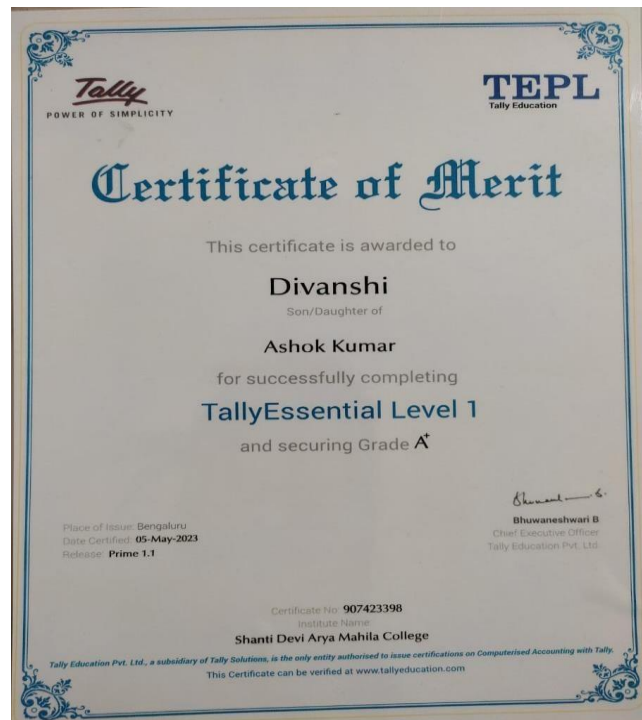 Tally
POWER OF SIMPLICITY
TEPL
Tally Education
Certificate of Merit
This certificate is awarded to
Divanshi
Son/Daughter of
Ashok Kumar
for successfully completing
TallyEssential Level 1
and securing Grade A+
Place of Issue: Bengaluru
Date Certified: 05-May-2023
Release: Prime 1.1
Bhuwaneshwari B
Chief Executive Officer
Tally Education Pvt. Ltd.
Certificate No: 907423398
Institute Name
Shanti Devi Arya Mahila College
Tally Education Pvt. Ltd., a subsidiary of Tally Solutions, is the only entity authorised to issue certifications on Computerised Accounting with Tally.
This Certificate can be verified at www.tallyeducation.com